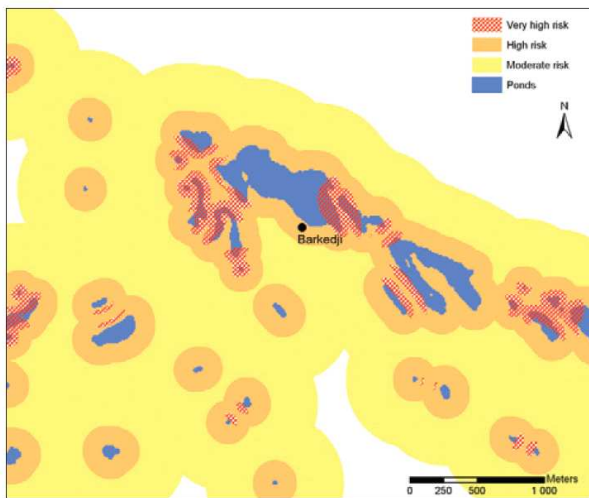 Very high risk
High risk
Moderate risk
Ponds
N
Barkedji
Meters
0 250 500 1 000